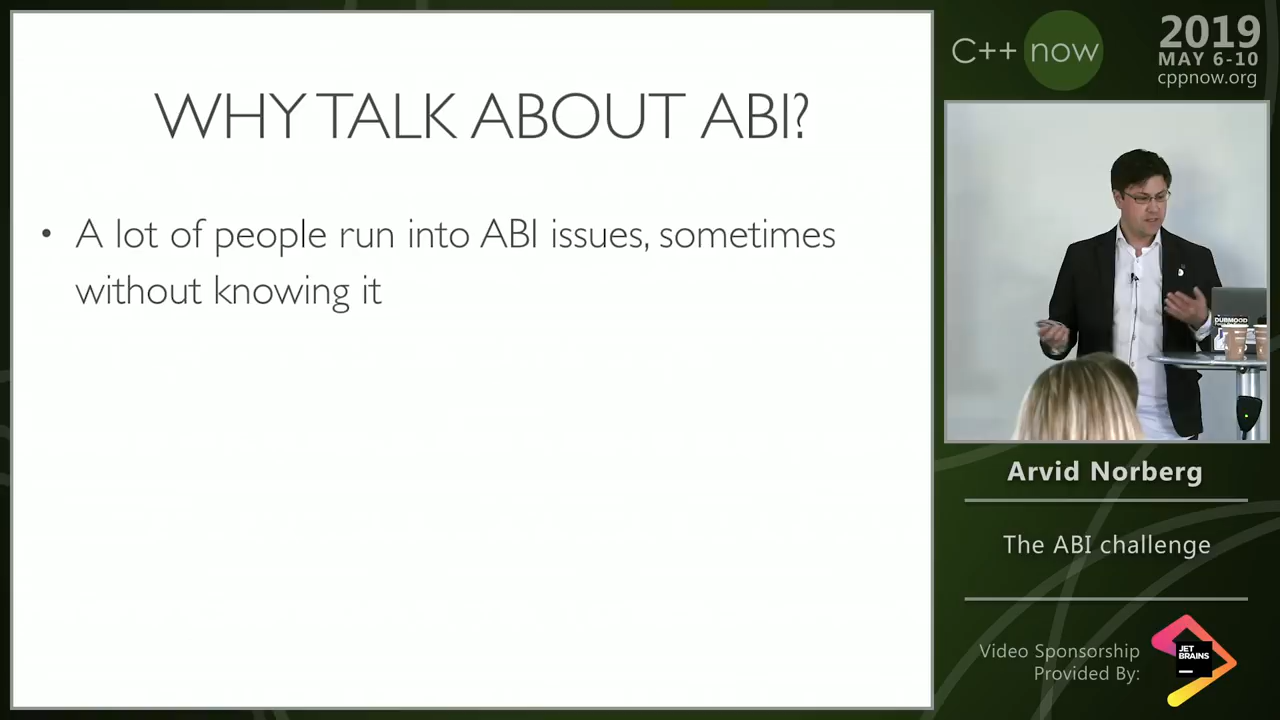 WHY TALK ABOUT ABI?
• A lot of people run into ABI issues, sometimes
without knowing it
C++ now
2019
MAY 6-10
cppnow.org
DUBMOOD
Arvid Norberg
The ABI challenge
Video Sponsorship
Provided By:
JET
BRAINS